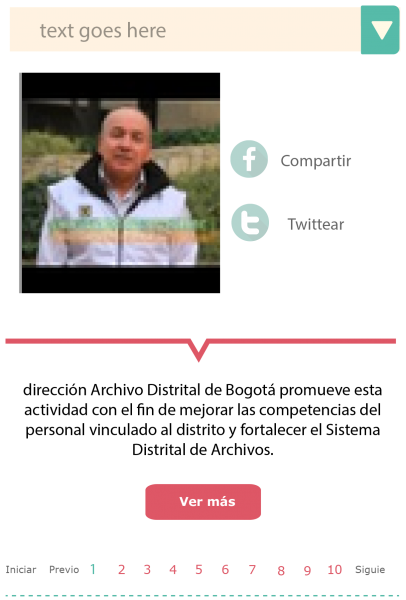 text goes here
Compartir
Twittear
dirección Archivo Distrital de Bogotá promueve esta
actividad con el fin de mejorar las competencias del
personal vinculado al distrito y fortalecer el Sistema
Distrital de Archivos.
Ver más
Iniciar Previo 1 2 3 4 5 6 7 8 9 10 Siguie